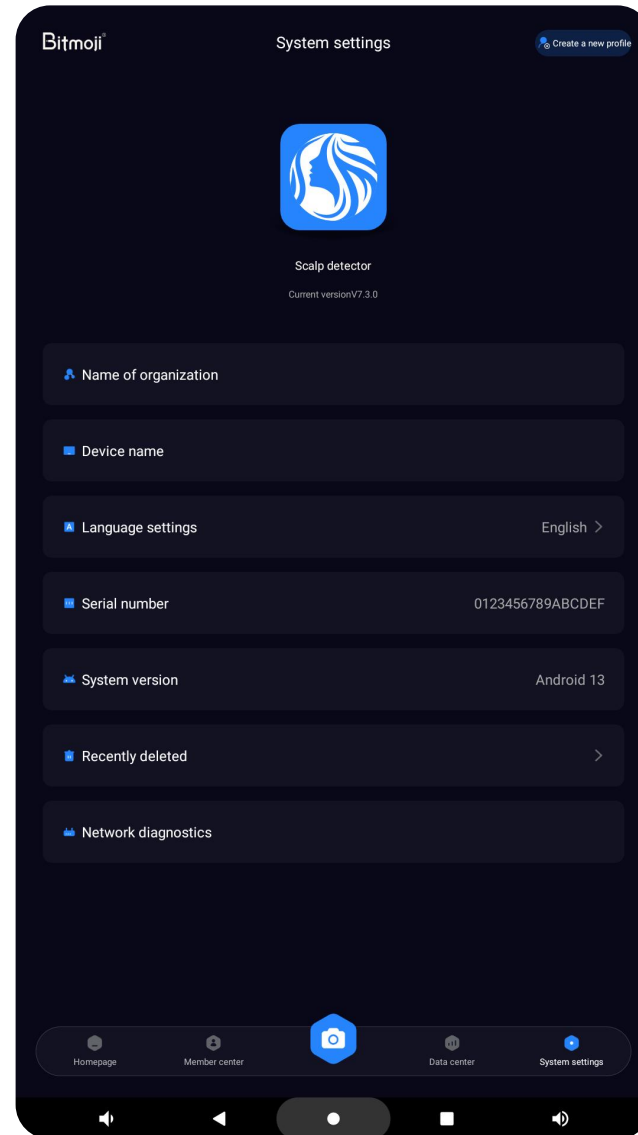 Bitmoji®
System settings
Create a new profile
Scalp detector
Current versionV7.3.0
Name of organization
Device name
Language settings
English
Serial number
0123456789ABCDEF
System version
Android 13
Recently deleted
Network diagnostics
Homepage
Member center
Data center
System settings